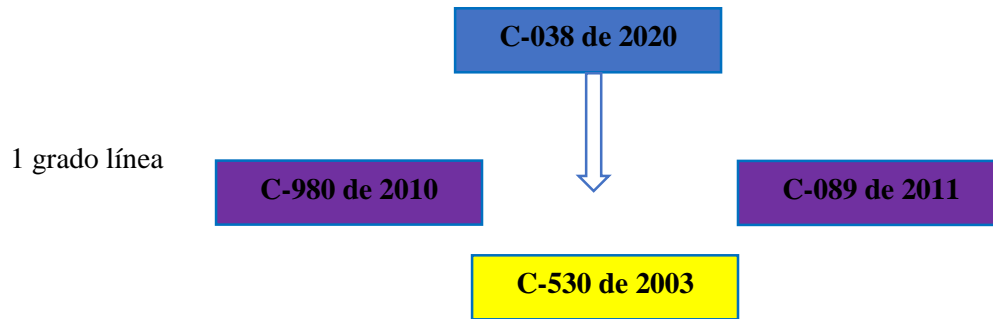 C-038 de 2020
1 grado línea
C-980 de 2010
C-089 de 2011
C-530 de 2003